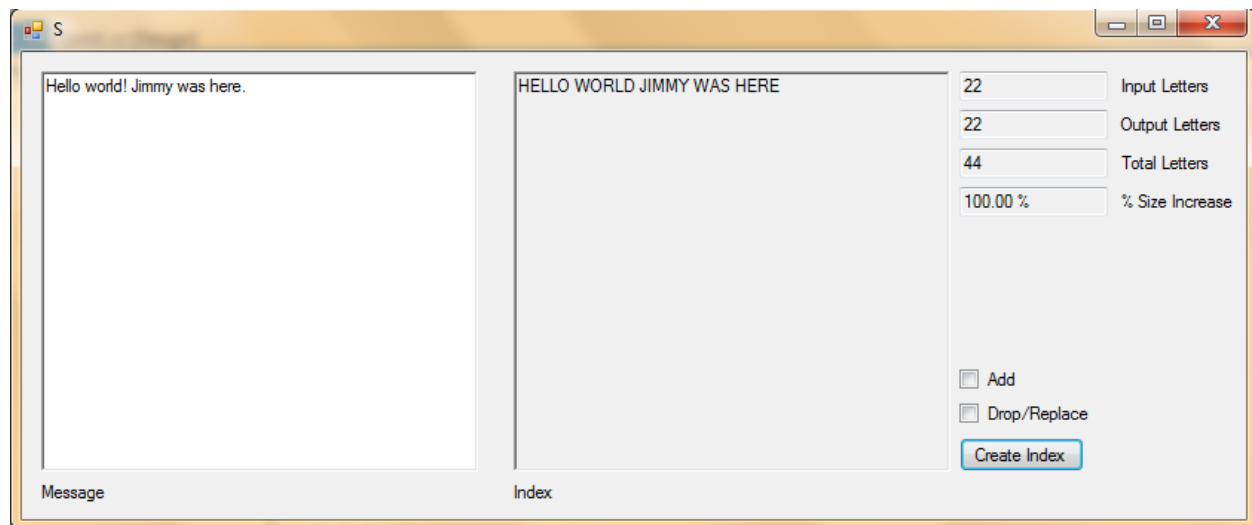 S
Hello world! Jimmy was here.
HELLO WORLD JIMMY WAS HERE
22 Input Letters
22 Output Letters
44 Total Letters
100.00 % % Size Increase
Add
Drop/Replace
Create Index
Message
Index